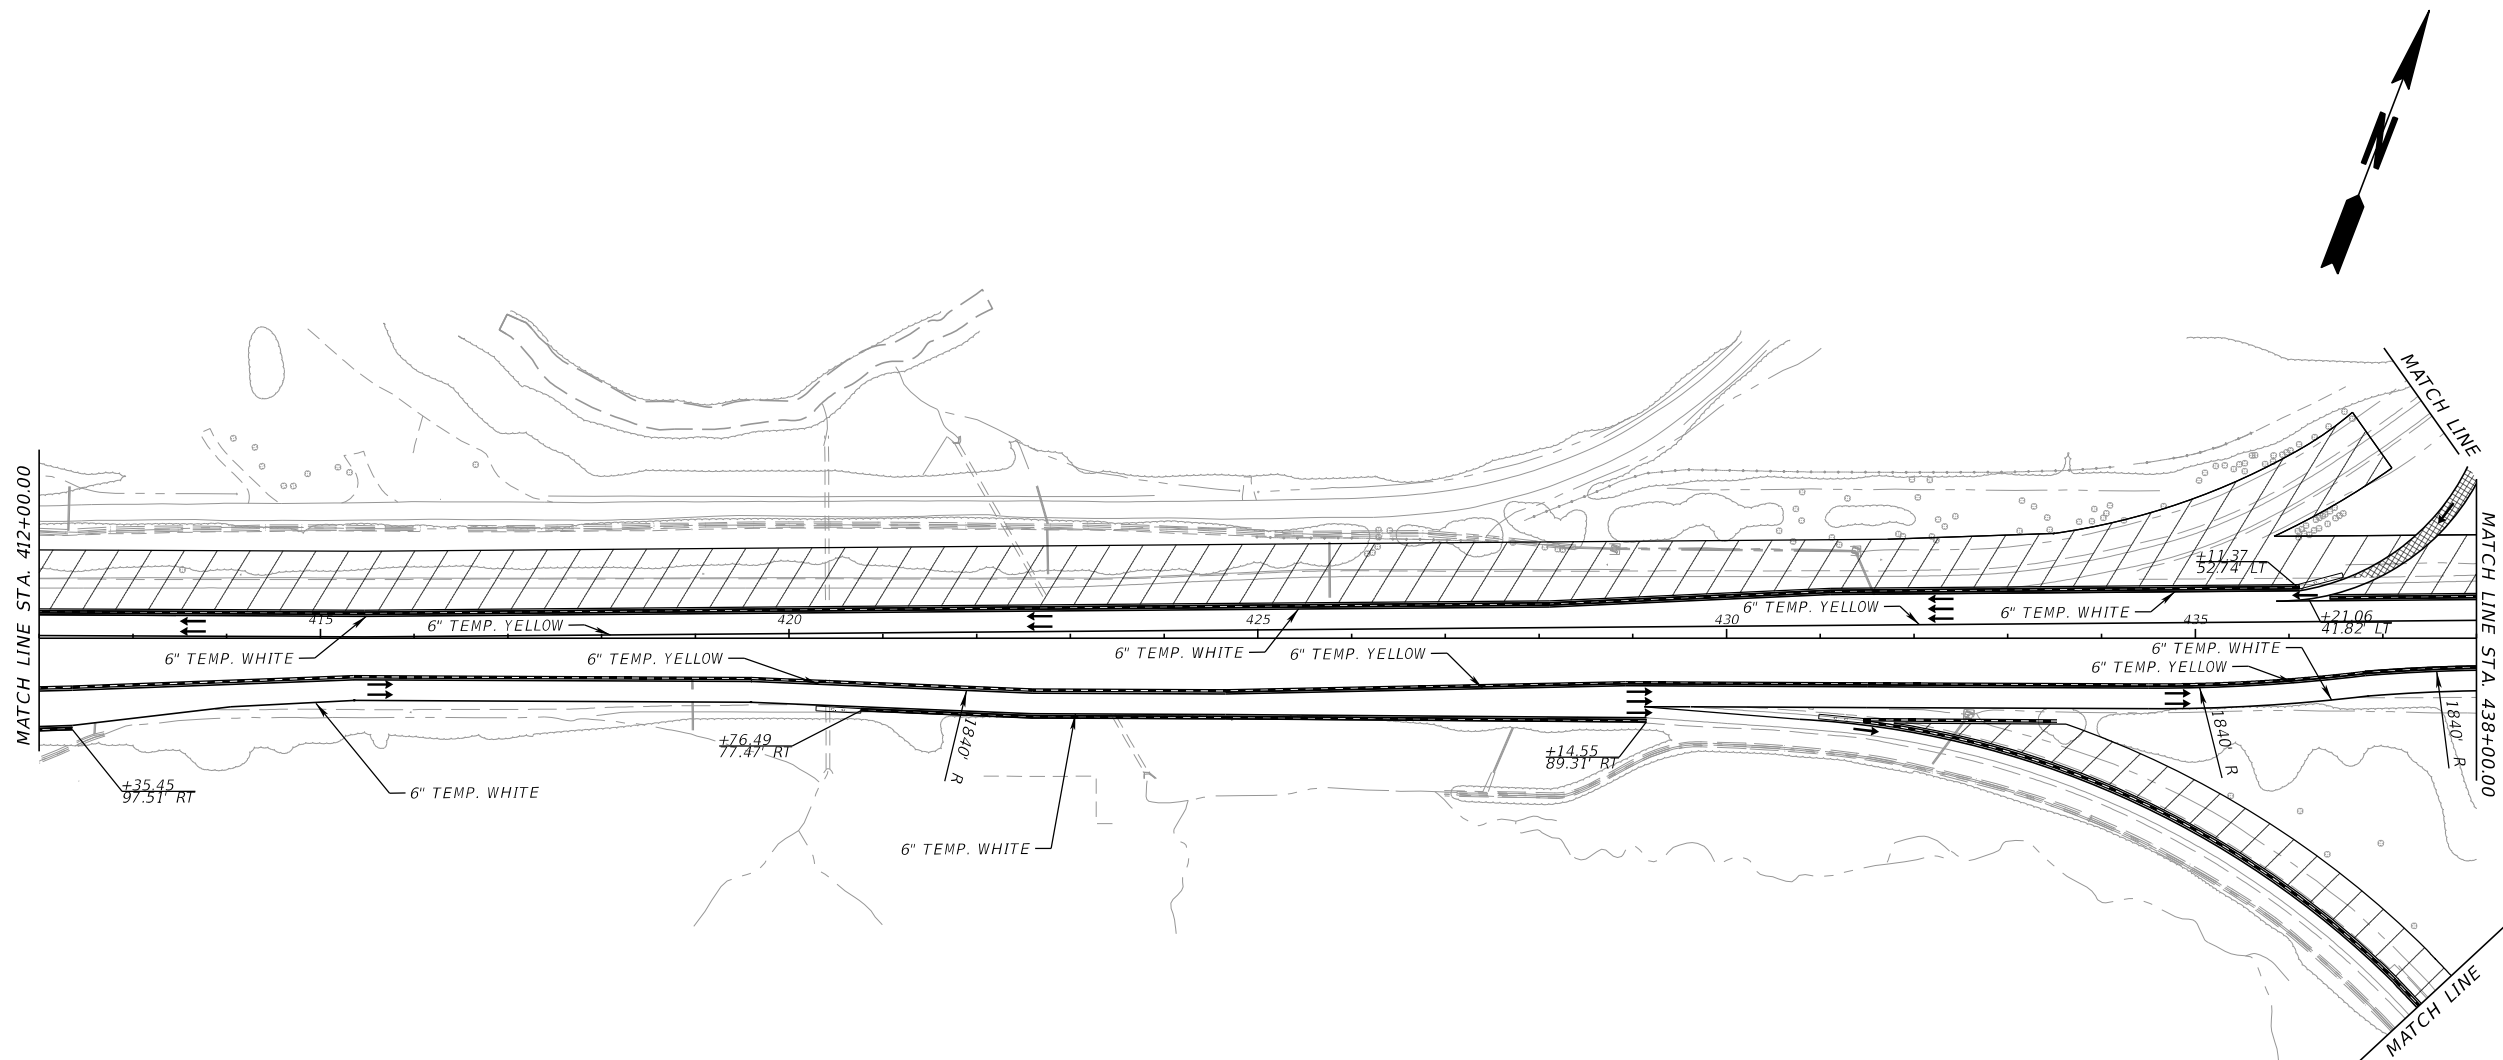 N
MATCH LINE
MATCH LINE STA. 412+00.00
MATCH LINE STA. 438+00.00
+11.37
52.74' LT
415
420
425
430
435
6" TEMP. YELLOW
6" TEMP. YELLOW
6" TEMP. WHITE
+21.06
41.82' LT
6" TEMP. WHITE
6" TEMP. YELLOW
6" TEMP. WHITE
6" TEMP. YELLOW
6" TEMP. WHITE
6" TEMP. YELLOW
1840' R
1840' R
1840' R
+76.49
77.47' RT
+14.55
89.31' RT
+35.45
97.51' RT
6" TEMP. WHITE
6" TEMP. WHITE
MATCH LINE